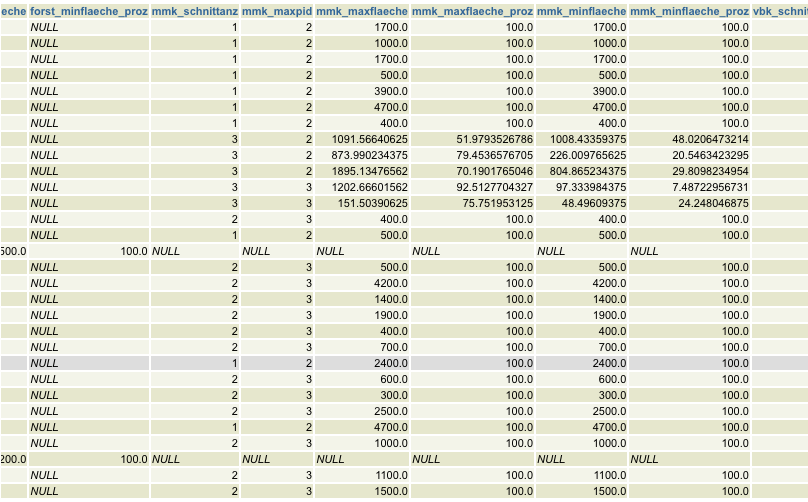 eche forst_minflaeche_proz mmk_schnittanz mmk_maxpid mmk_maxflaeche mmk_maxflaeche_proz mmk_minflaeche mmk_minflaeche_proz vbk_schnit
NULL 1 2 1700.0 100.0 1700.0 100.0
NULL 1 2 1000.0 100.0 1000.0 100.0
NULL 1 2 1700.0 100.0 1700.0 100.0
NULL 1 2 500.0 100.0 500.0 100.0
NULL 1 2 3900.0 100.0 3900.0 100.0
NULL 1 2 4700.0 100.0 4700.0 100.0
NULL 1 2 400.0 100.0 400.0 100.0
NULL 3 2 1091.56640625 51.9793526786 1008.43359375 48.0206473214
NULL 3 2 873.990234375 79.4536576705 226.009765625 20.5463423295
NULL 3 2 1895.13476562 70.1901765046 804.865234375 29.8098234954
NULL 3 3 1202.66601562 92.5127704327 97.333984375 7.48722956731
NULL 3 3 151.50390625 75.751953125 48.49609375 24.248046875
NULL 2 3 400.0 100.0 400.0 100.0
NULL 1 2 500.0 100.0 500.0 100.0
500.0 100.0 NULL NULL NULL NULL NULL NULL
NULL 2 3 500.0 100.0 500.0 100.0
NULL 2 3 4200.0 100.0 4200.0 100.0
NULL 2 3 1400.0 100.0 1400.0 100.0
NULL 2 3 1900.0 100.0 1900.0 100.0
NULL 2 3 400.0 100.0 400.0 100.0
NULL 2 3 700.0 100.0 700.0 100.0
NULL 1 2 2400.0 100.0 2400.0 100.0
NULL 2 3 600.0 100.0 600.0 100.0
NULL 2 3 300.0 100.0 300.0 100.0
NULL 2 3 2500.0 100.0 2500.0 100.0
NULL 1 2 4700.0 100.0 4700.0 100.0
NULL 2 3 1000.0 100.0 1000.0 100.0
200.0 100.0 NULL NULL NULL NULL NULL NULL
NULL 2 3 1100.0 100.0 1100.0 100.0
NULL 2 3 1500.0 100.0 1500.0 100.0